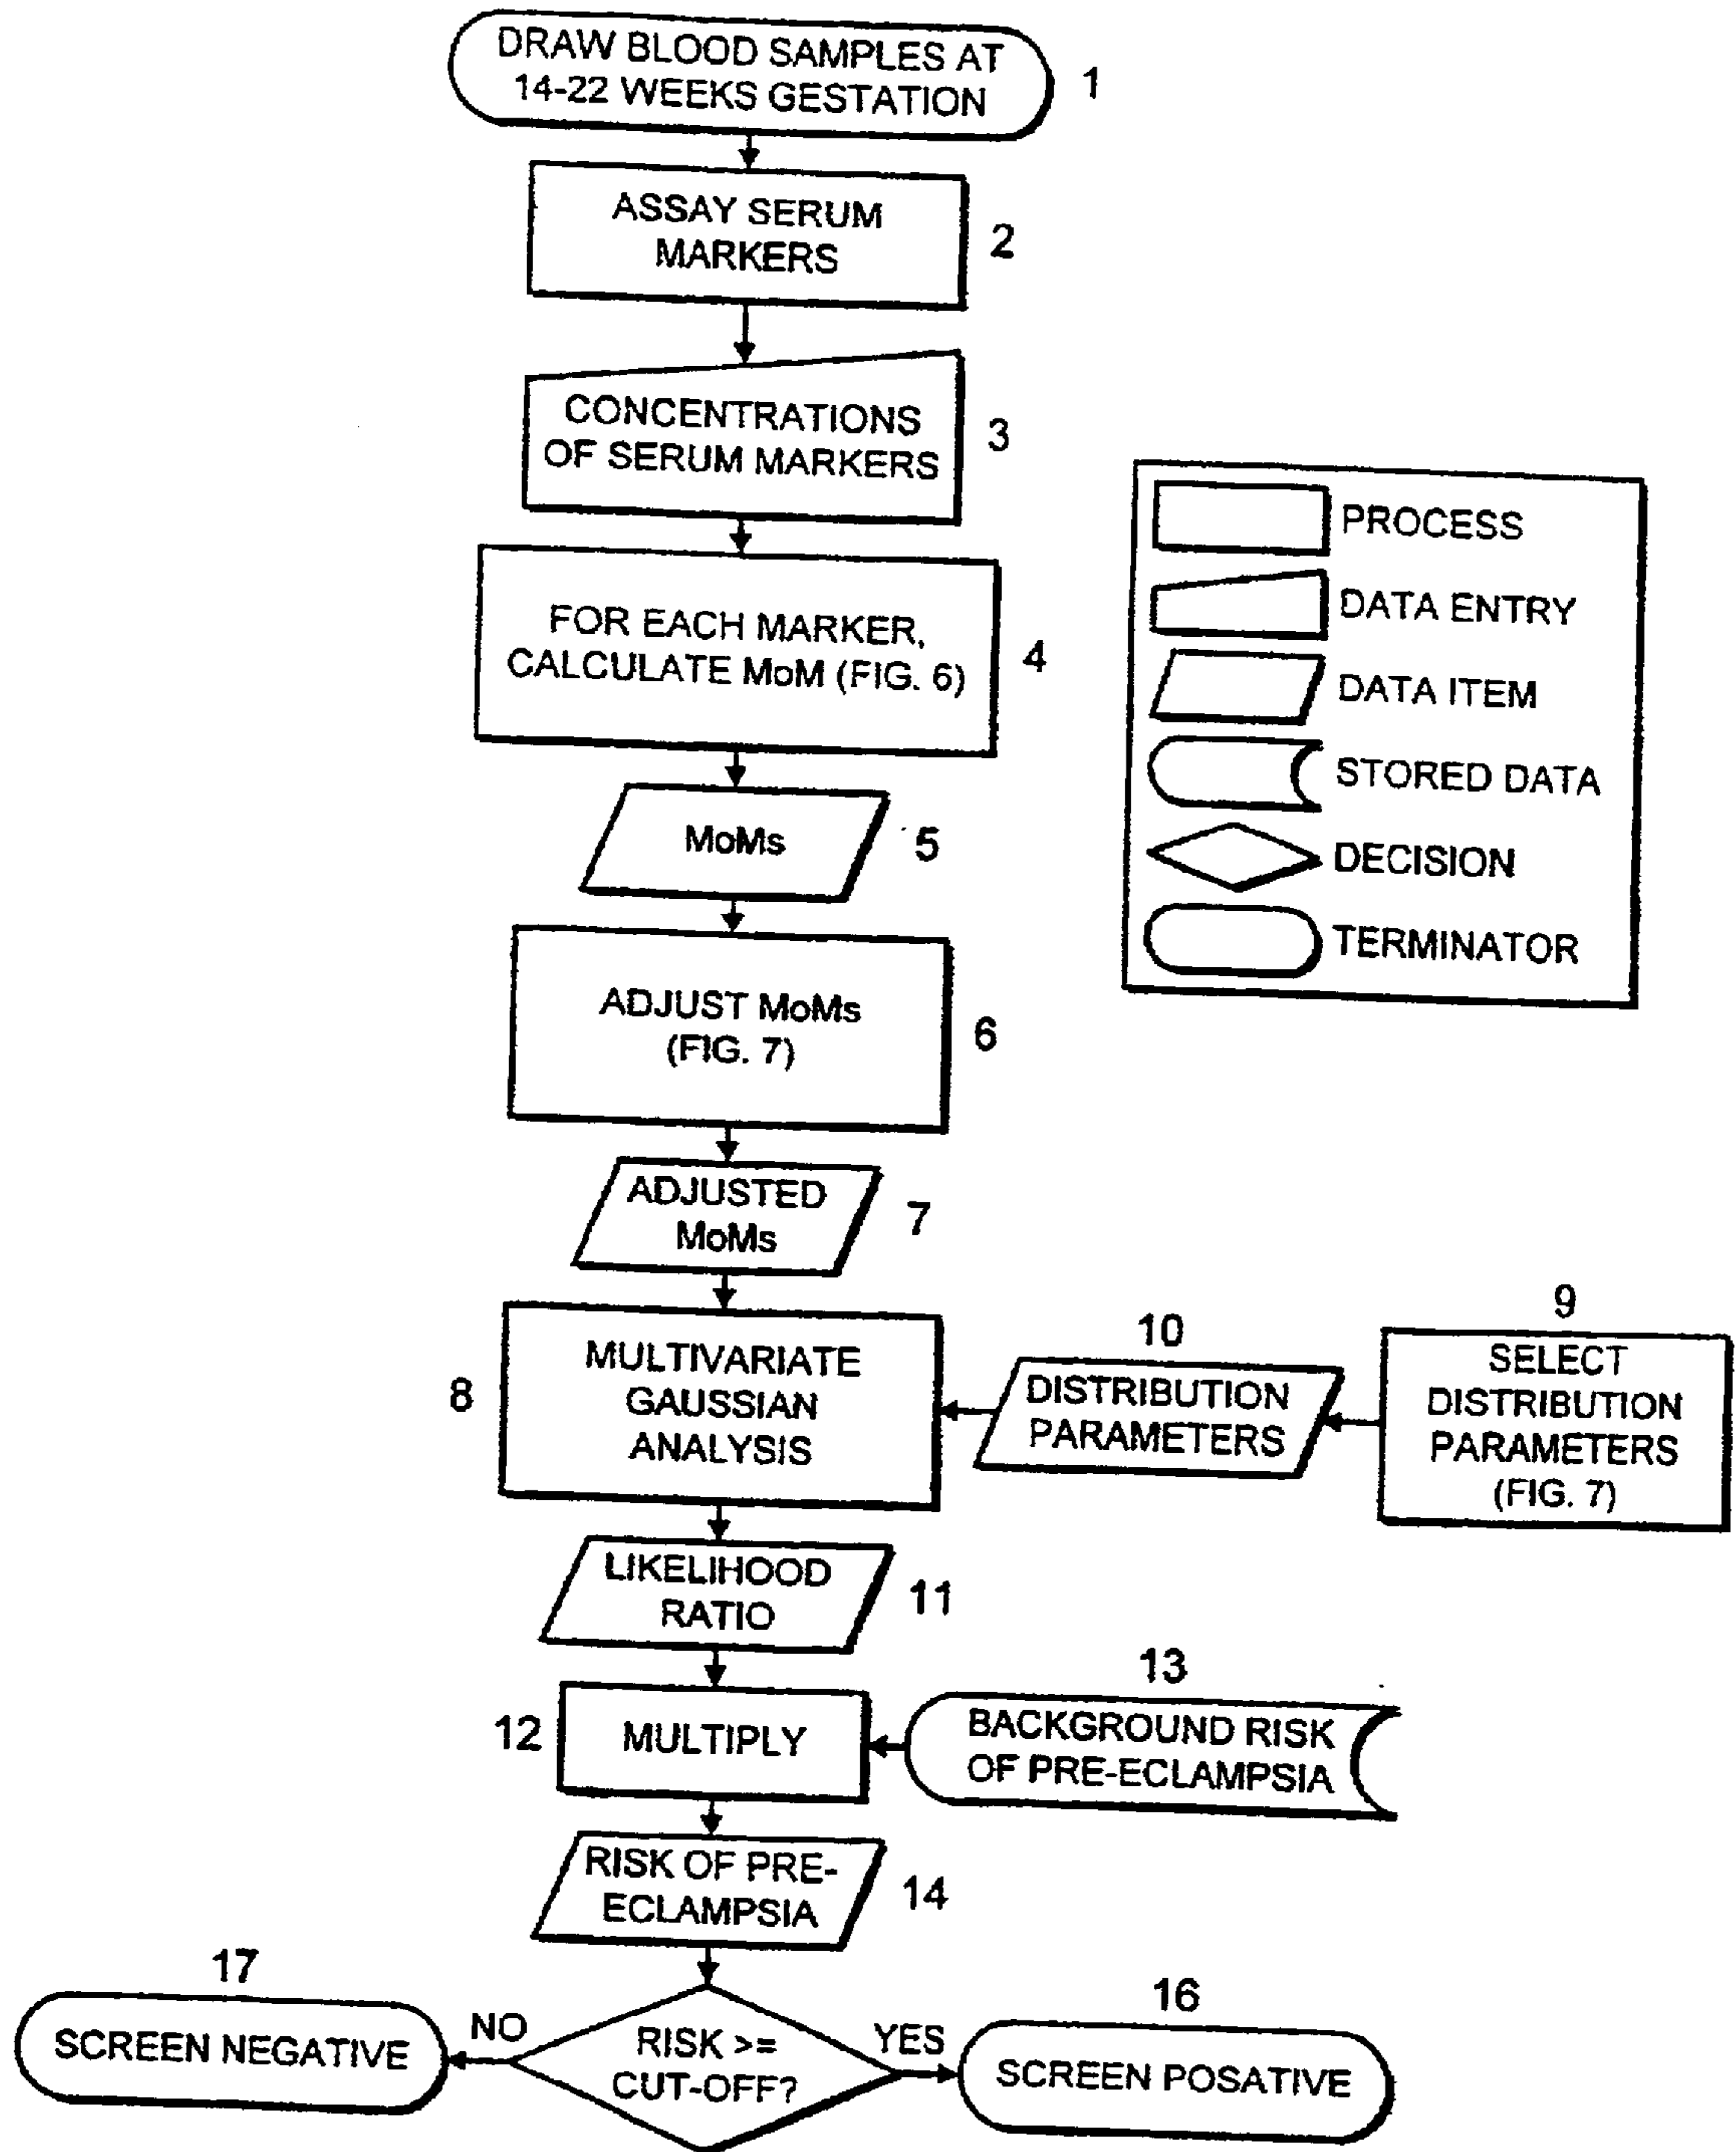 DRAW BLOOD SAMPLES AT
14-22 WEEKS GESTATION
1
ASSAY SERUM
MARKERS
2
CONCENTRATIONS
OF SERUM MARKERS
3
FOR EACH MARKER,
CALCULATE MoM (FIG. 6)
4
MoMs
5
ADJUST MoMs
(FIG. 7)
6
ADJUSTED
MoMs
7
MULTIVARIATE
GAUSSIAN
ANALYSIS
8
10
DISTRIBUTION
PARAMETERS
9
SELECT
DISTRIBUTION
PARAMETERS
(FIG. 7)
LIKELIHOOD
RATIO
11
12
MULTIPLY
13
BACKGROUND RISK
OF PRE-ECLAMPSIA
RISK OF PRE-
ECLAMPSIA
14
RISK >=
CUT-OFF?
NO
17
SCREEN NEGATIVE
YES
16
SCREEN POSATIVE
PROCESS
DATA ENTRY
DATA ITEM
STORED DATA
DECISION
TERMINATOR